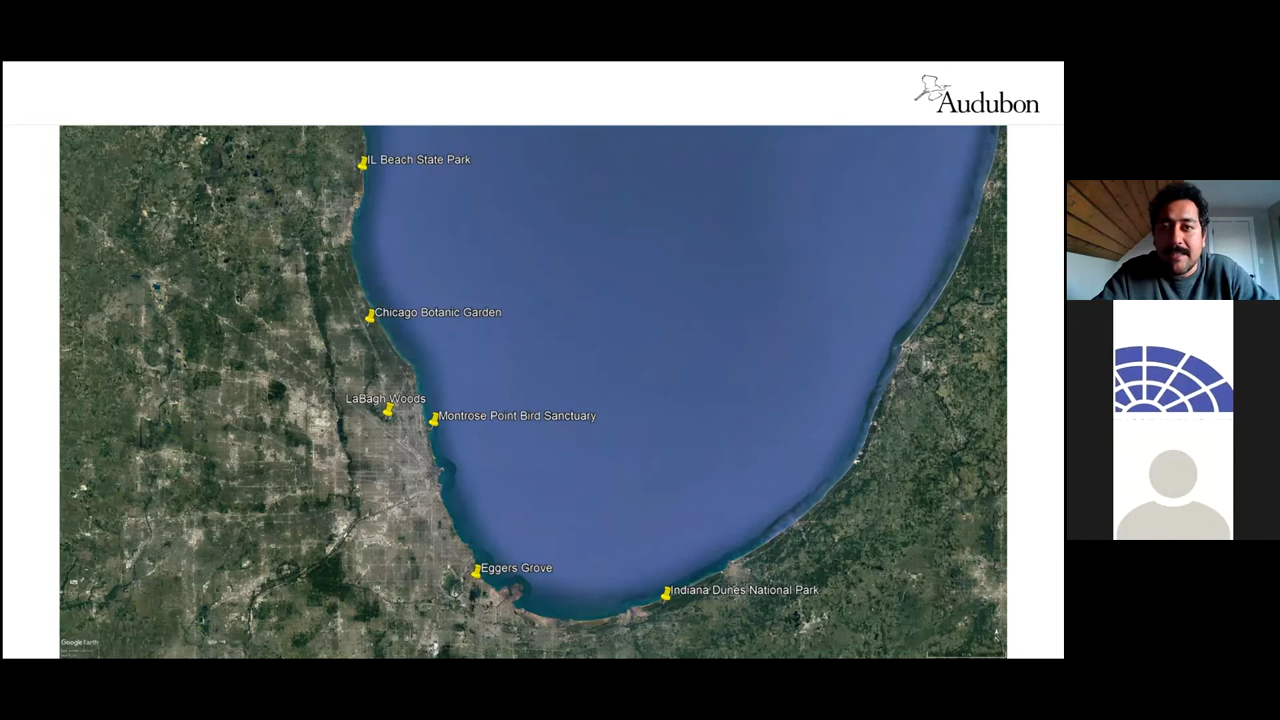 Audubon
IL Beach State Park
Chicago Botanic Garden
LaBagh Woods
Montrose Point Bird Sanctuary
Eggers Grove
Indiana Dunes National Park
Google Earth